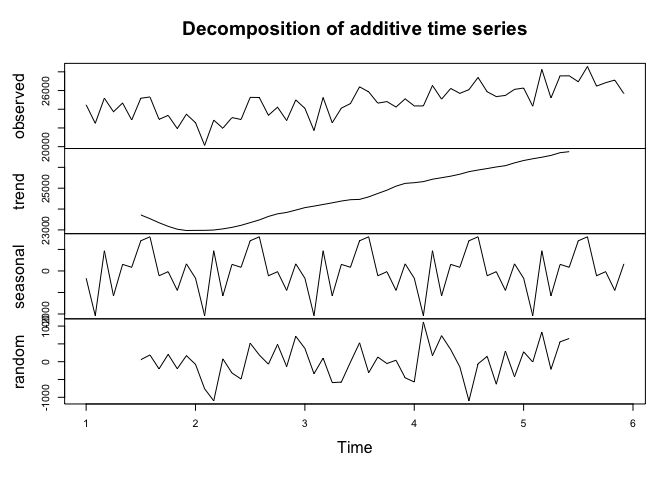 Decomposition of additive time series
observed
20000
26000
trend
23000
25000
seasonal
0
random
-1000
0
1 2 3 4 5 6
Time